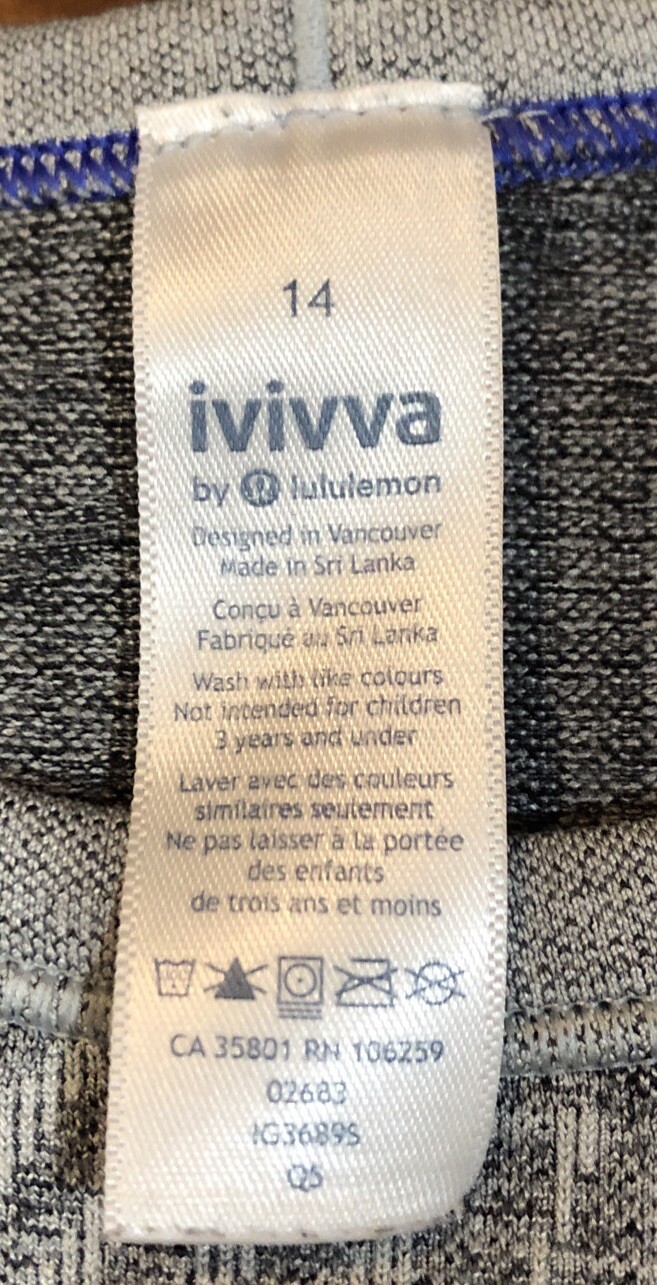 14
ivivva
by lululemon
Designed in Vancouver
Made in Sri Lanka
Conçu à Vancouver
Fabriqué au Sri Lanka
Wash with like colours
Not intended for children
3 years and under
Laver avec des couleurs
similaires seulement
Ne pas laisser à la portée
des enfants
de trois ans et moins
CA 35801 RN 106259
02683
IG3689S
Q5